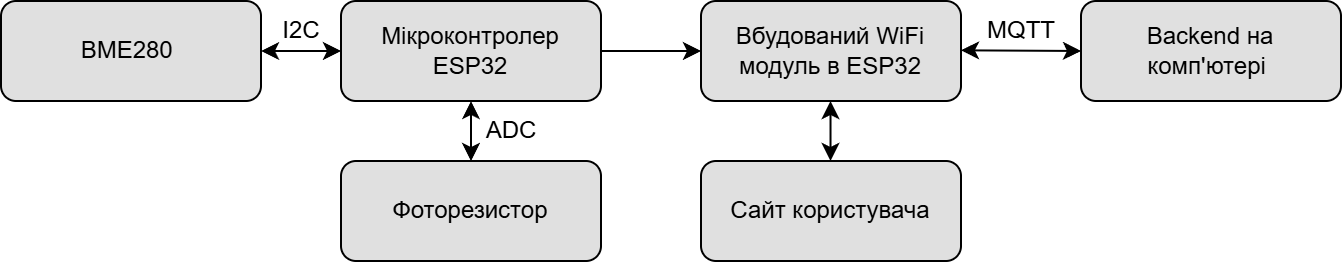 BME280
I2C
Мікроконтролер
ESP32
Вбудований WiFi
модуль в ESP32
MQTT
Backend на
комп'ютері
ADC
Фоторезистор
Сайт користувача